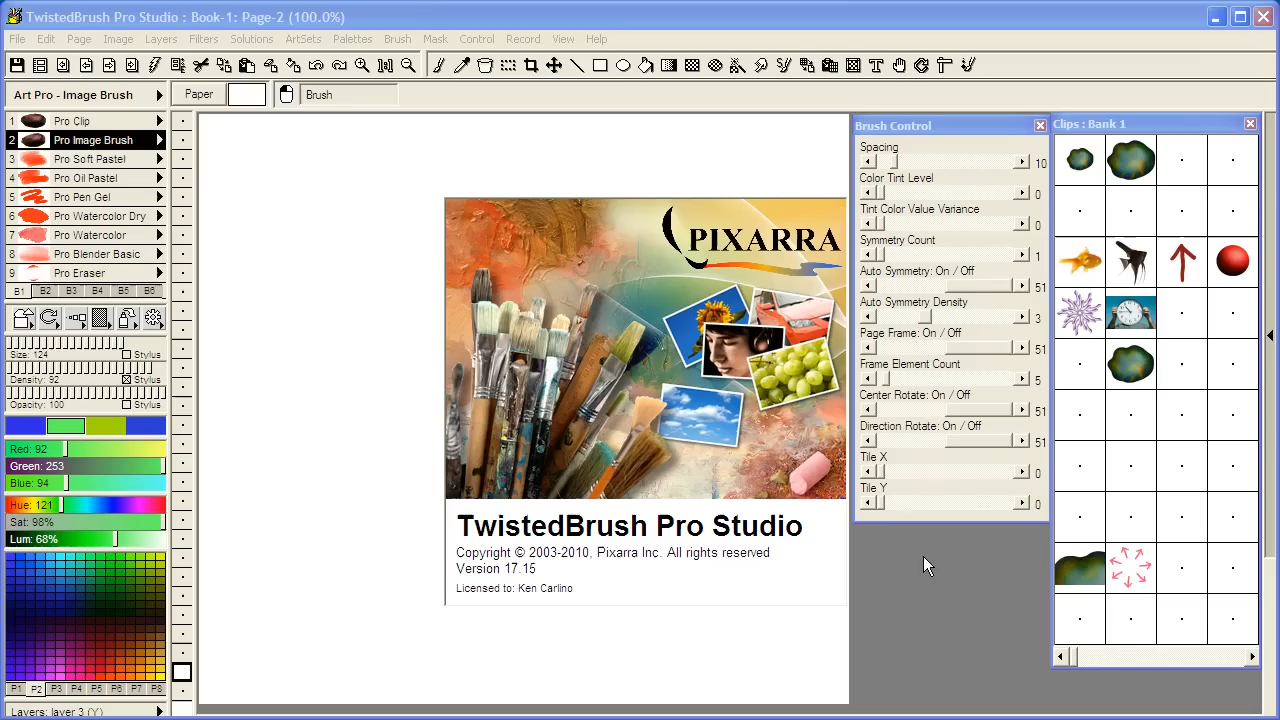 TwistedBrush Pro Studio : Book-1: Page-2 (100.0%)
File Edit Page Image Layers Filters Solutions ArtSets Palettes Brush Mask Control Record View Help
Art Pro - Image Brush
Paper
Brush
1 Pro Clip
2 Pro Image Brush
3 Pro Soft Pastel
4 Pro Oil Pastel
5 Pro Pen Gel
6 Pro Watercolor Dry
7 Pro Watercolor
8 Pro Blender Basic
9 Pro Eraser
B1 B2 B3 B4 B5 B6
Size: 124 Stylus
Density: 92 Stylus
Opacity: 100 Stylus
Red: 92
Green: 253
Blue: 94
Hue: 121
Sat: 98%
Lum: 68%
P1 P2 P3 P4 P5 P6 P7 P8
Layers: layer 3 (Y)
PIXARRA
TwistedBrush Pro Studio
Copyright © 2003-2010, Pixarra Inc. All rights reserved
Version 17.15
Licensed to: Ken Carlino
Brush Control
Spacing
10
Color Tint Level
0
Tint Color Value Variance
0
Symmetry Count
1
Auto Symmetry: On / Off
51
Auto Symmetry Density
3
Page Frame: On / Off
51
Frame Element Count
5
Center Rotate: On / Off
51
Direction Rotate: On / Off
51
Tile X
0
Tile Y
0
Clips : Bank 1